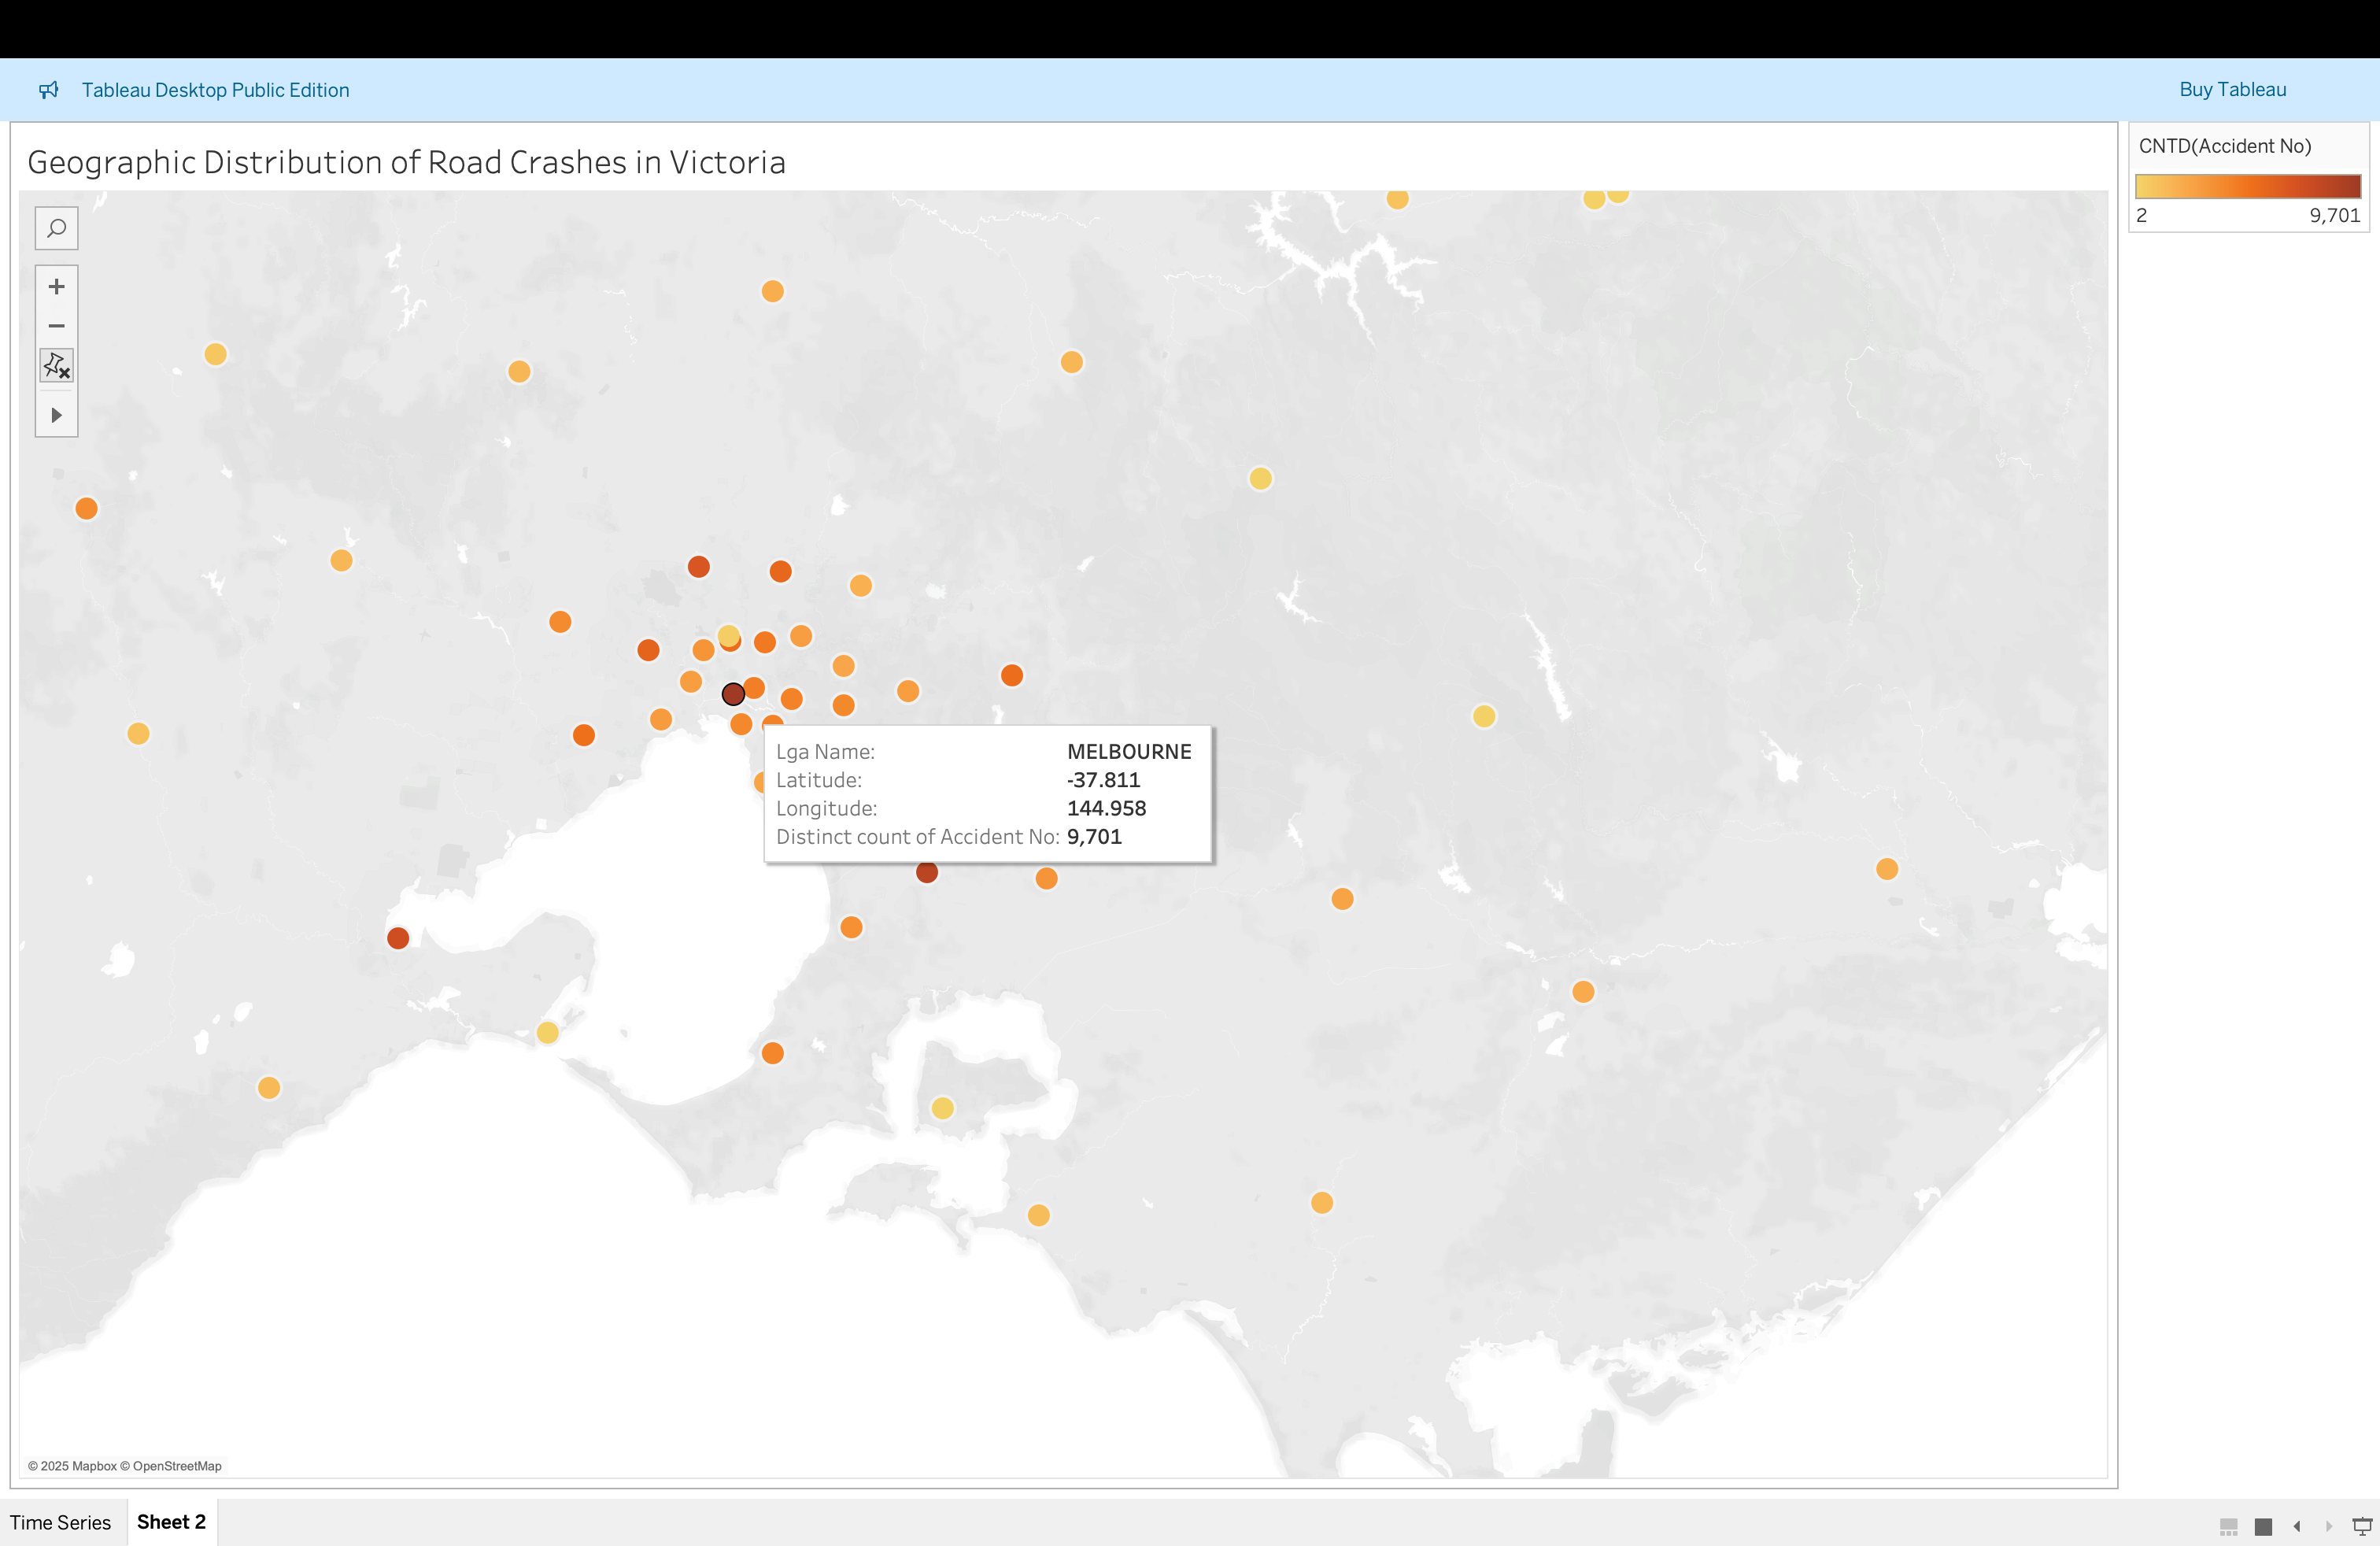 Tableau Desktop Public Edition
Buy Tableau
Geographic Distribution of Road Crashes in Victoria
CNTD(Accident No)
2
9,701
Lga Name: MELBOURNE
Latitude: -37.811
Longitude: 144.958
Distinct count of Accident No: 9,701
© 2025 Mapbox © OpenStreetMap
Time Series
Sheet 2